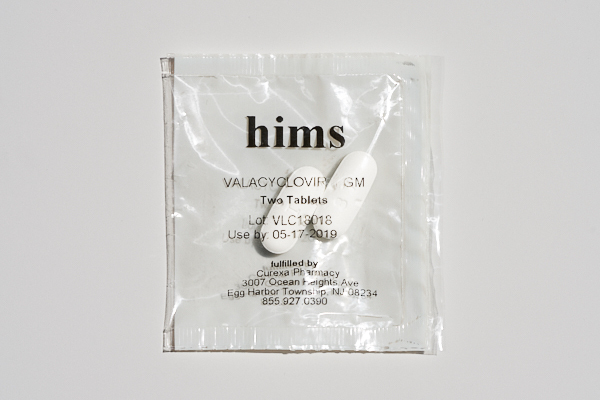 hims
VALACYCLOVIR 1 GM
Two Tablets
Lot: VLC18018
Use by: 05-17-2019
fulfilled by
Curexa Pharmacy
3007 Ocean Heights Ave
Egg Harbor Township, NJ 08234
855 927 0390